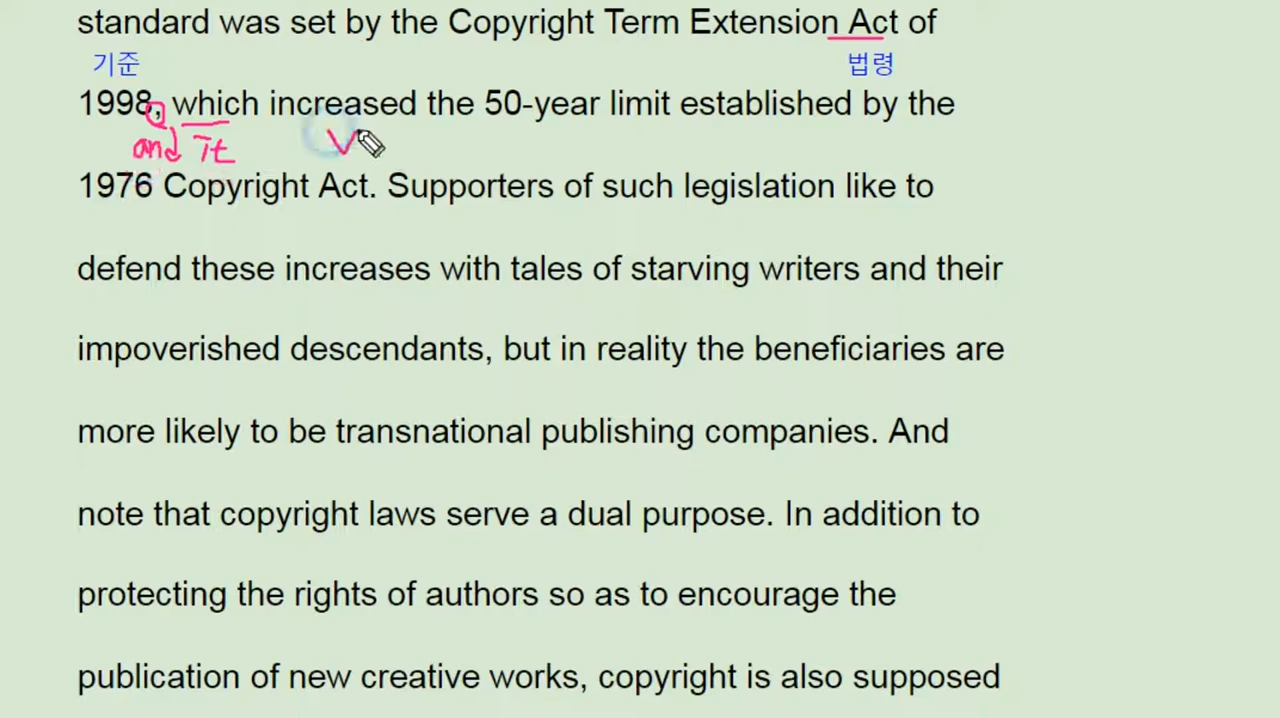 standard was set by the Copyright Term Extension Act of
기준 법령
1998, which increased the 50-year limit established by the
and it V
1976 Copyright Act. Supporters of such legislation like to
defend these increases with tales of starving writers and their
impoverished descendants, but in reality the beneficiaries are
more likely to be transnational publishing companies. And
note that copyright laws serve a dual purpose. In addition to
protecting the rights of authors so as to encourage the
publication of new creative works, copyright is also supposed